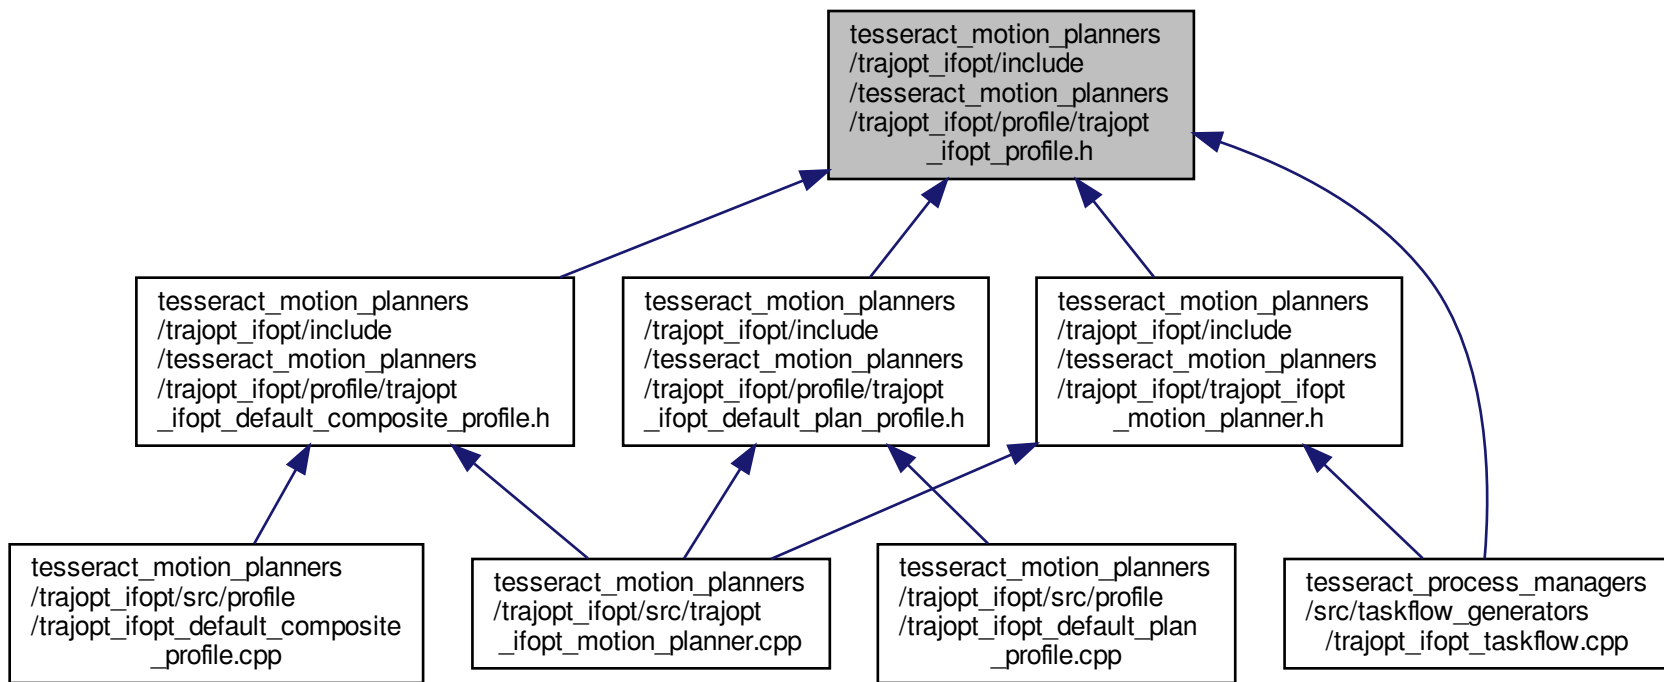 tesseract_motion_planners
/trajopt_ifopt/include
/tesseract_motion_planners
/trajopt_ifopt/profile/trajopt
_ifopt_profile.h
tesseract_motion_planners
/trajopt_ifopt/include
/tesseract_motion_planners
/trajopt_ifopt/profile/trajopt
_ifopt_default_composite_profile.h
tesseract_motion_planners
/trajopt_ifopt/include
/tesseract_motion_planners
/trajopt_ifopt/profile/trajopt
_ifopt_default_plan_profile.h
tesseract_motion_planners
/trajopt_ifopt/include
/tesseract_motion_planners
/trajopt_ifopt/trajopt_ifopt
_motion_planner.h
tesseract_motion_planners
/trajopt_ifopt/src/profile
/trajopt_ifopt_default_composite
_profile.cpp
tesseract_motion_planners
/trajopt_ifopt/src/trajopt
_ifopt_motion_planner.cpp
tesseract_motion_planners
/trajopt_ifopt/src/profile
/trajopt_ifopt_default_plan
_profile.cpp
tesseract_process_managers
/src/taskflow_generators
/trajopt_ifopt_taskflow.cpp